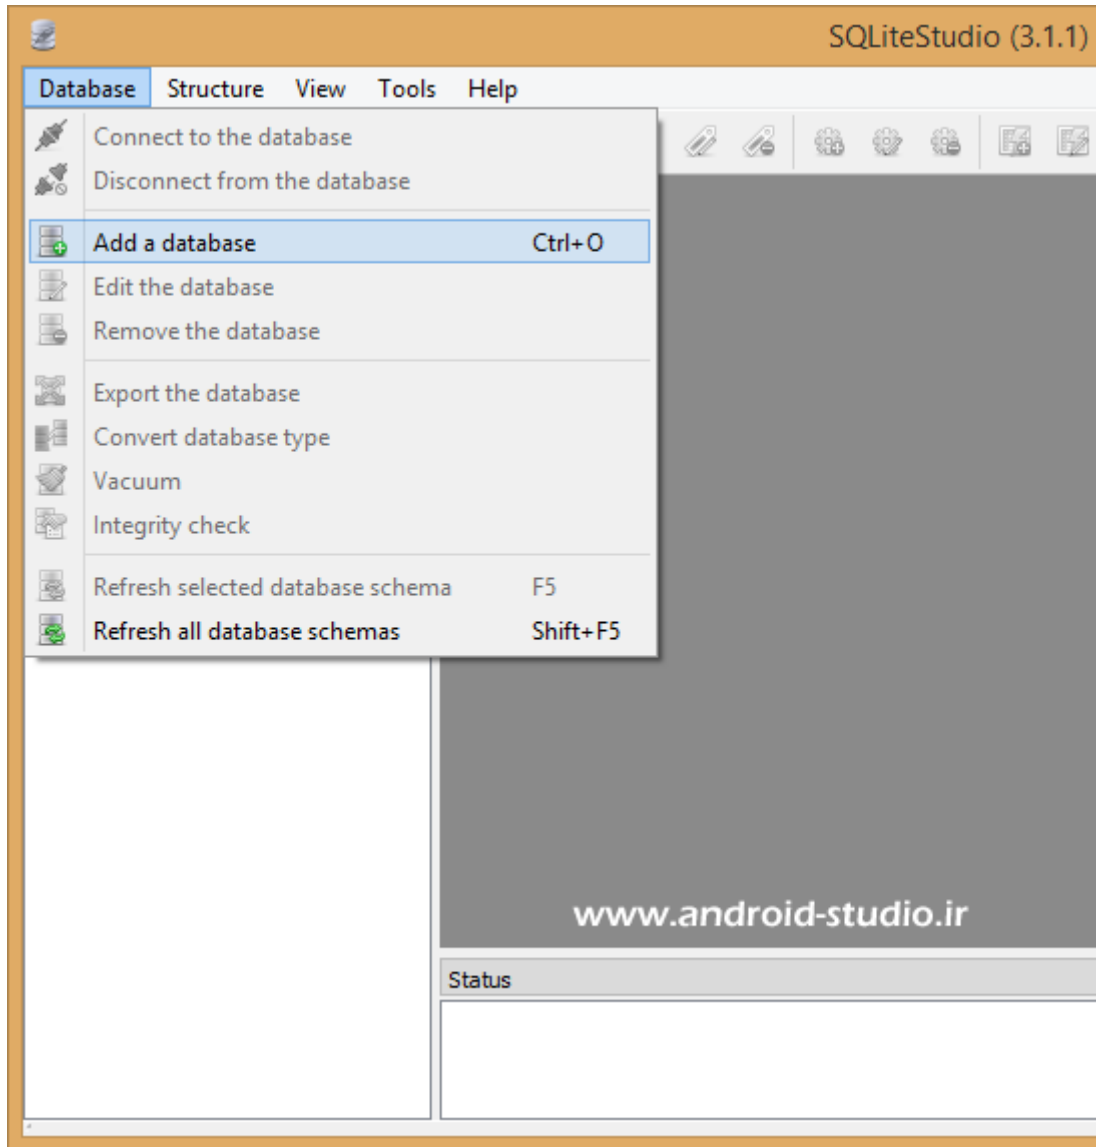 SQLiteStudio (3.1.1)
Database Structure View Tools Help
Connect to the database
Disconnect from the database
Add a database Ctrl+O
Edit the database
Remove the database
Export the database
Convert database type
Vacuum
Integrity check
Refresh selected database schema F5
Refresh all database schemas Shift+F5
www.android-studio.ir
Status